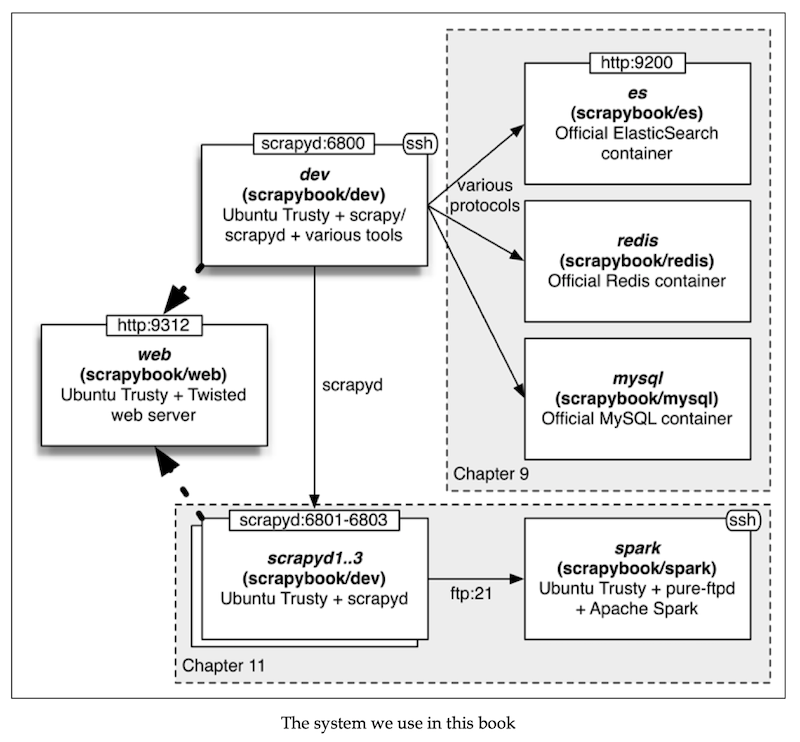 http:9200
es
(scrapybook/es)
Official ElasticSearch
container
scrapyd:6800
ssh
dev
(scrapybook/dev)
Ubuntu Trusty + scrapy/
scrapyd + various tools
various
protocols
redis
(scrapybook/redis)
Official Redis container
http:9312
web
(scrapybook/web)
Ubuntu Trusty + Twisted
web server
scrapyd
mysql
(scrapybook/mysql)
Official MySQL container
Chapter 9
scrapyd:6801-6803
scrapyd1..3
(scrapybook/dev)
Ubuntu Trusty + scrapyd
ftp:21
ssh
spark
(scrapybook/spark)
Ubuntu Trusty + pure-ftpd
+ Apache Spark
Chapter 11
The system we use in this book